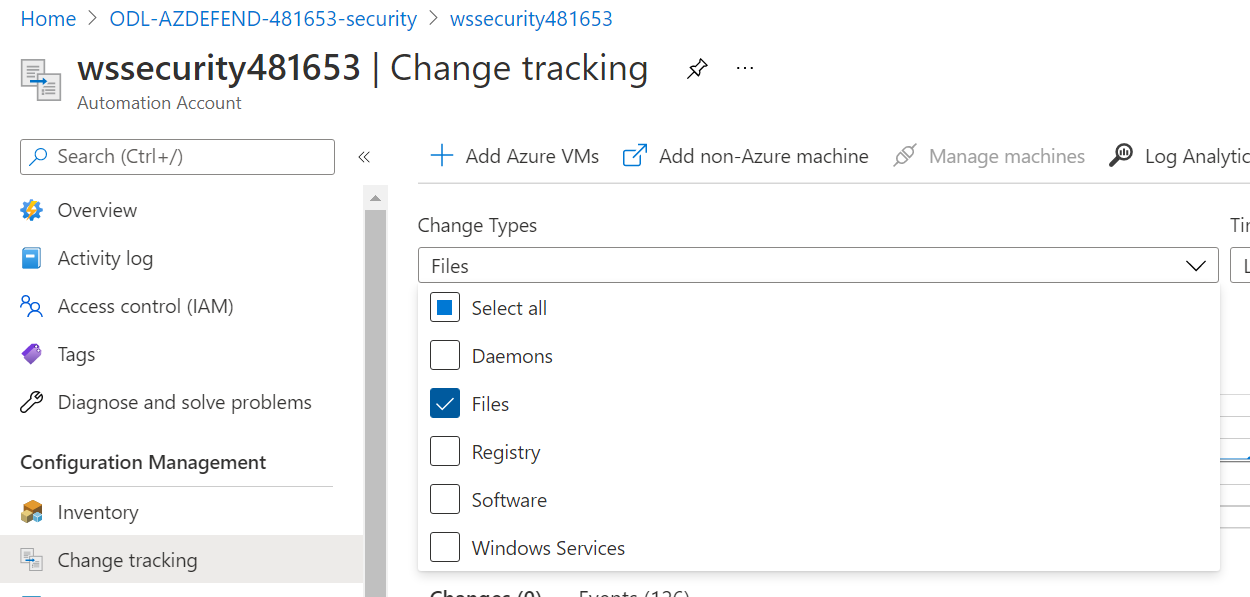 Home > ODL-AZDEFEND-481653-security > wssecurity481653
wssecurity481653 | Change tracking ...
Automation Account
Search (Ctrl+/) «
Add Azure VMs Add non-Azure machine Manage machines Log Analytic
Overview
Activity log
Access control (IAM)
Tags
Diagnose and solve problems
Configuration Management
Inventory
Change tracking
Change Types
Files
Select all
Daemons
Files
Registry
Software
Windows Services
Changes (0) Events (126)